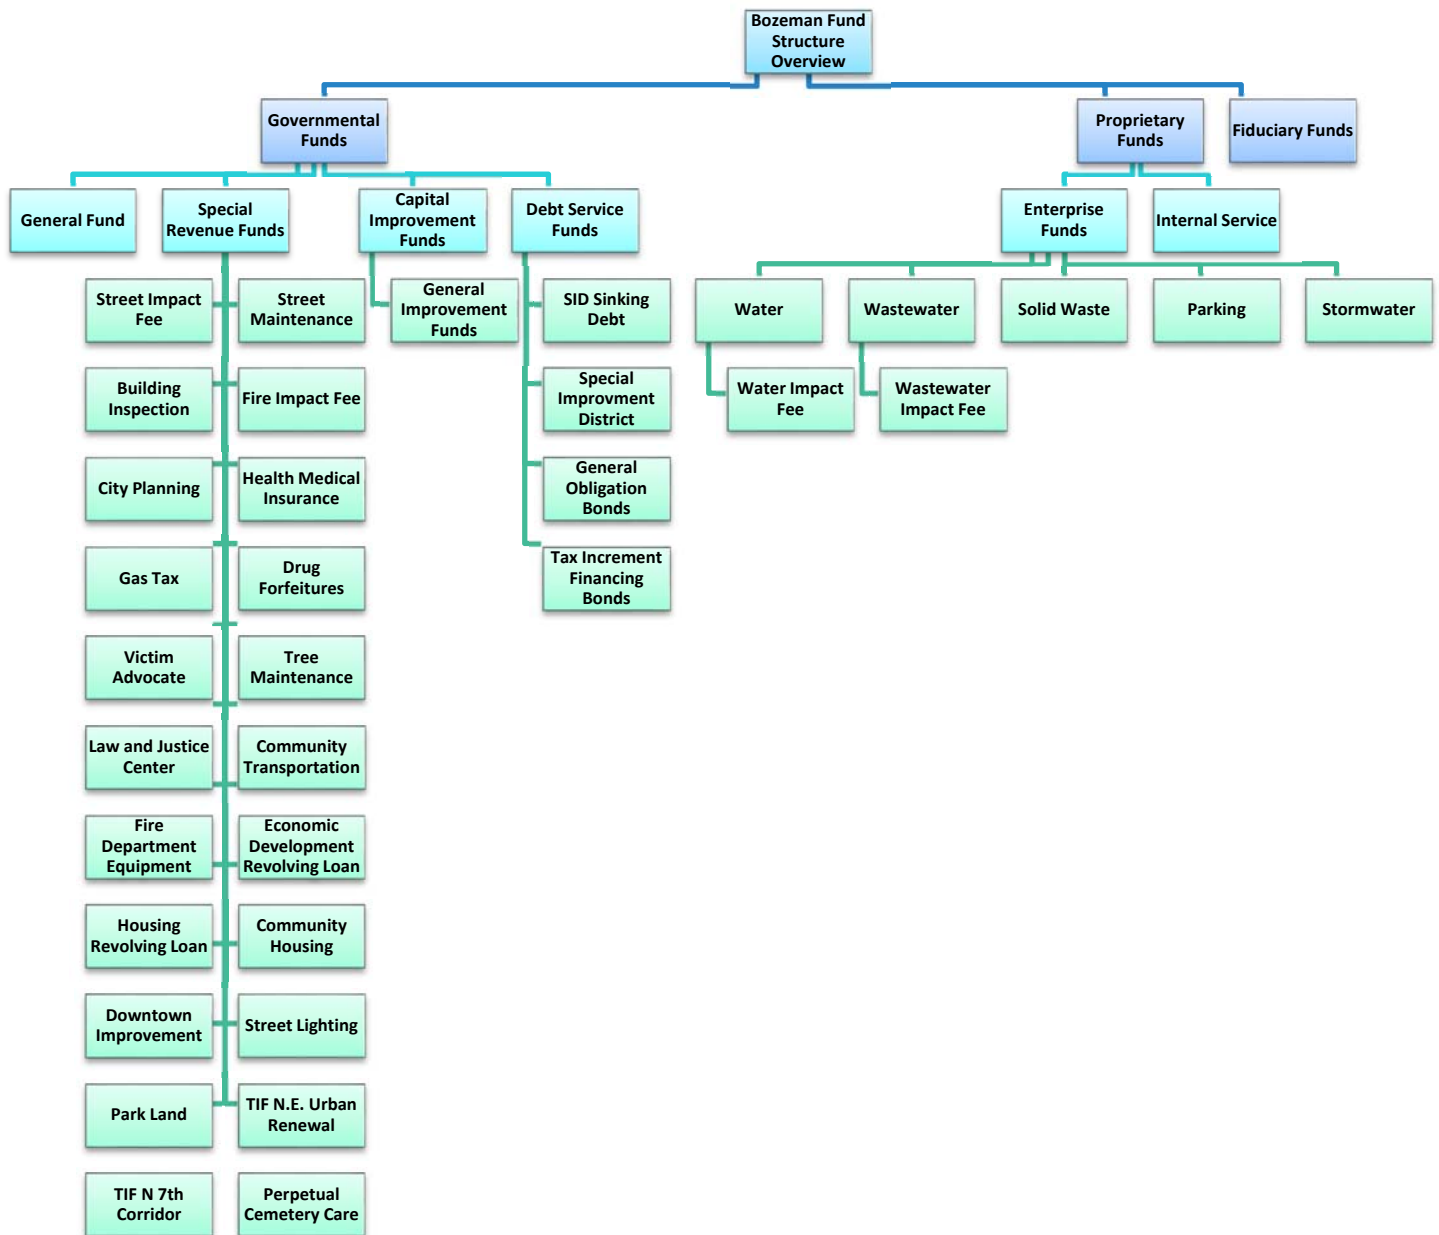 Bozeman Fund
Structure
Overview
Governmental
Funds
Proprietary
Funds
Fiduciary Funds
General Fund
Special
Revenue Funds
Capital
Improvement
Funds
Debt Service
Funds
Enterprise
Funds
Internal Service
Street Impact
Fee
Street
Maintenance
General
Improvement
Funds
SID Sinking
Debt
Water
Wastewater
Solid Waste
Parking
Stormwater
Building
Inspection
Fire Impact Fee
Special
Improvment
District
Water Impact
Fee
Wastewater
Impact Fee
City Planning
Health Medical
Insurance
General
Obligation
Bonds
Gas Tax
Drug
Forfeitures
Tax Increment
Financing
Bonds
Victim
Advocate
Tree
Maintenance
Law and Justice
Center
Community
Transportation
Fire
Department
Equipment
Economic
Development
Revolving Loan
Housing
Revolving Loan
Community
Housing
Downtown
Improvement
Street Lighting
Park Land
TIF N.E. Urban
Renewal
TIF N 7th
Corridor
Perpetual
Cemetery Care